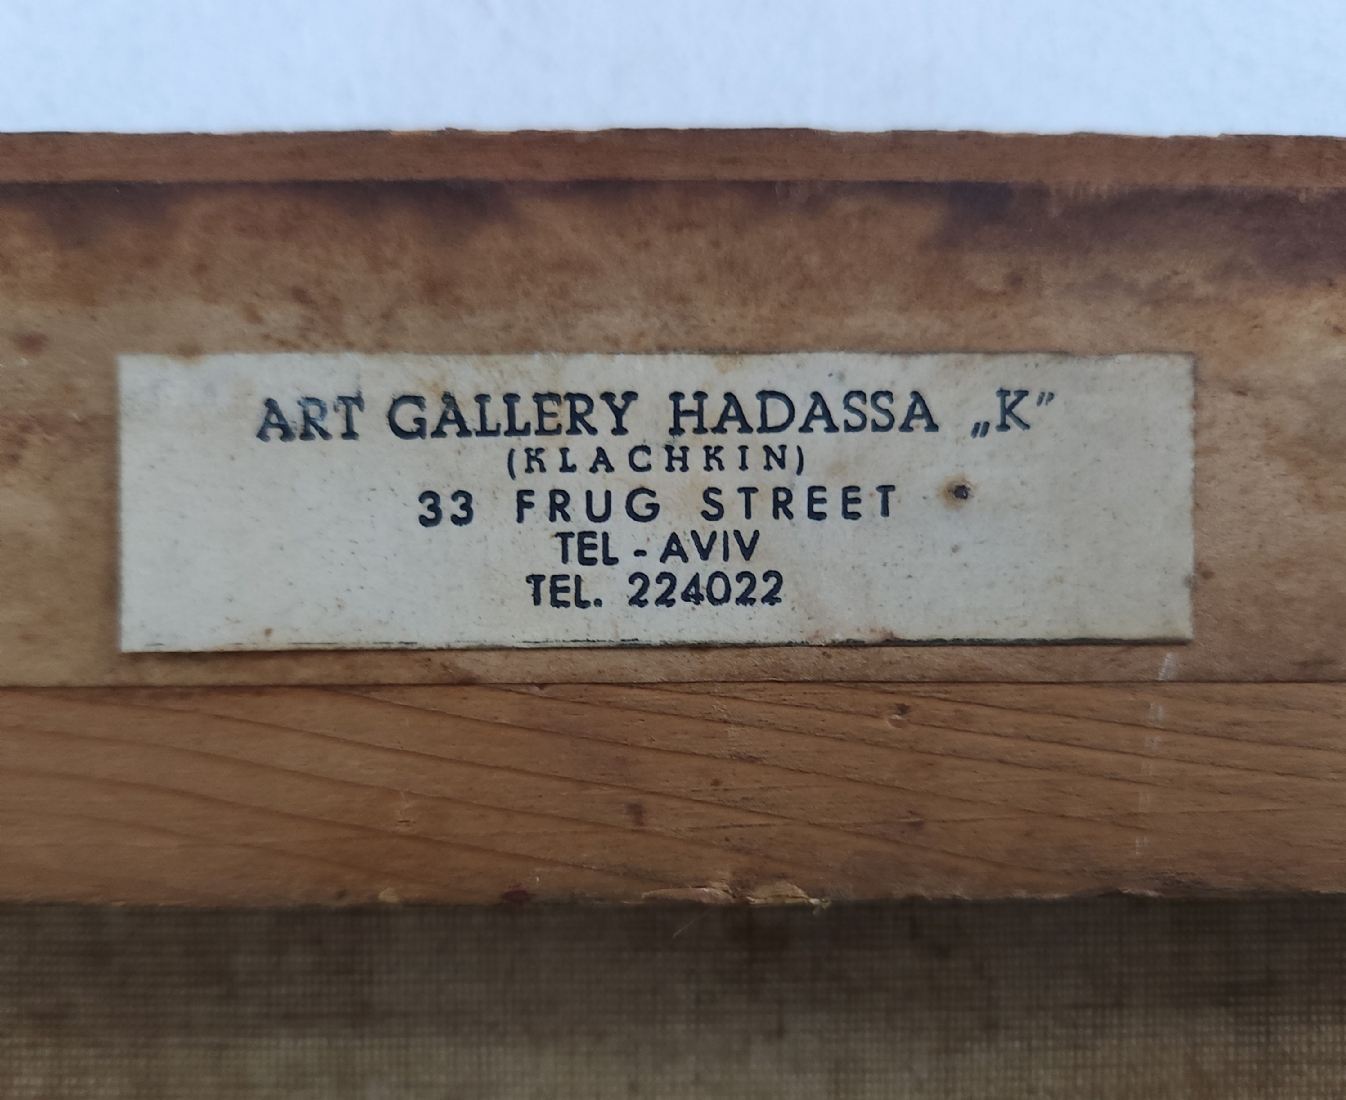 ART GALLERY HADASSA „K”
(KLACHKIN)
33 FRUG STREET
TEL - AVIV
TEL. 224022